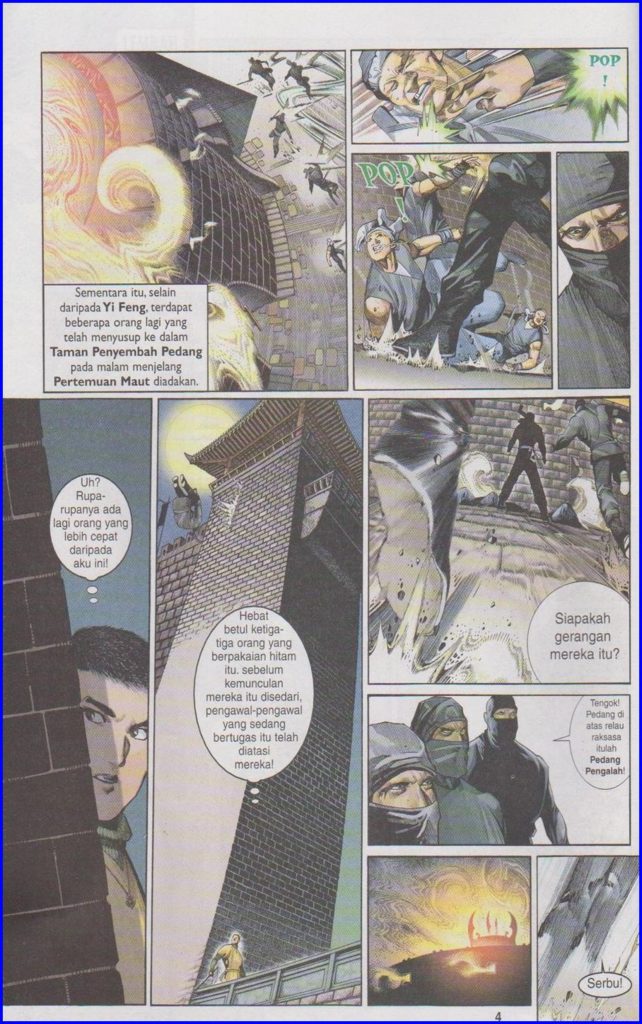 POP
!
POP
!
Sementara itu, selain
daripada Yi Feng, terdapat
beberapa orang lagi yang
telah menyusup ke dalam
Taman Penyembah Pedang
pada malam menjelang
Pertemuan Maut diadakan.
Uh?
Rupa-
rupanya ada
lagi orang yang
lebih cepat
daripada
aku ini!
Hebat
betul ketiga-
tiga orang yang
berpakaian hitam
itu. sebelum
kemunculan
mereka itu disedari,
pengawal-pengawal
yang sedang
bertugas itu telah
diatasi
mereka!
Siapakah
gerangan
mereka itu?
Tengok!
Pedang di
atas relau
raksasa
itulah
Pedang
Pengalah!
Serbu!
4